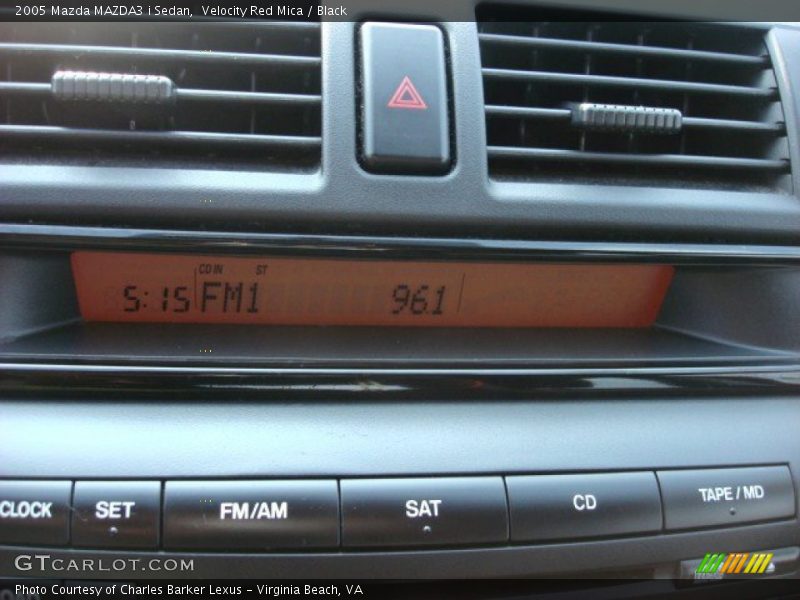 2005 Mazda MAZDA3 i Sedan, Velocity Red Mica / Black
CD IN ST
5:15 FM1 961
CLOCK SET FM/AM SAT CD TAPE / MD
GTCARLOT.COM
Photo Courtesy of Charles Barker Lexus - Virginia Beach, VA